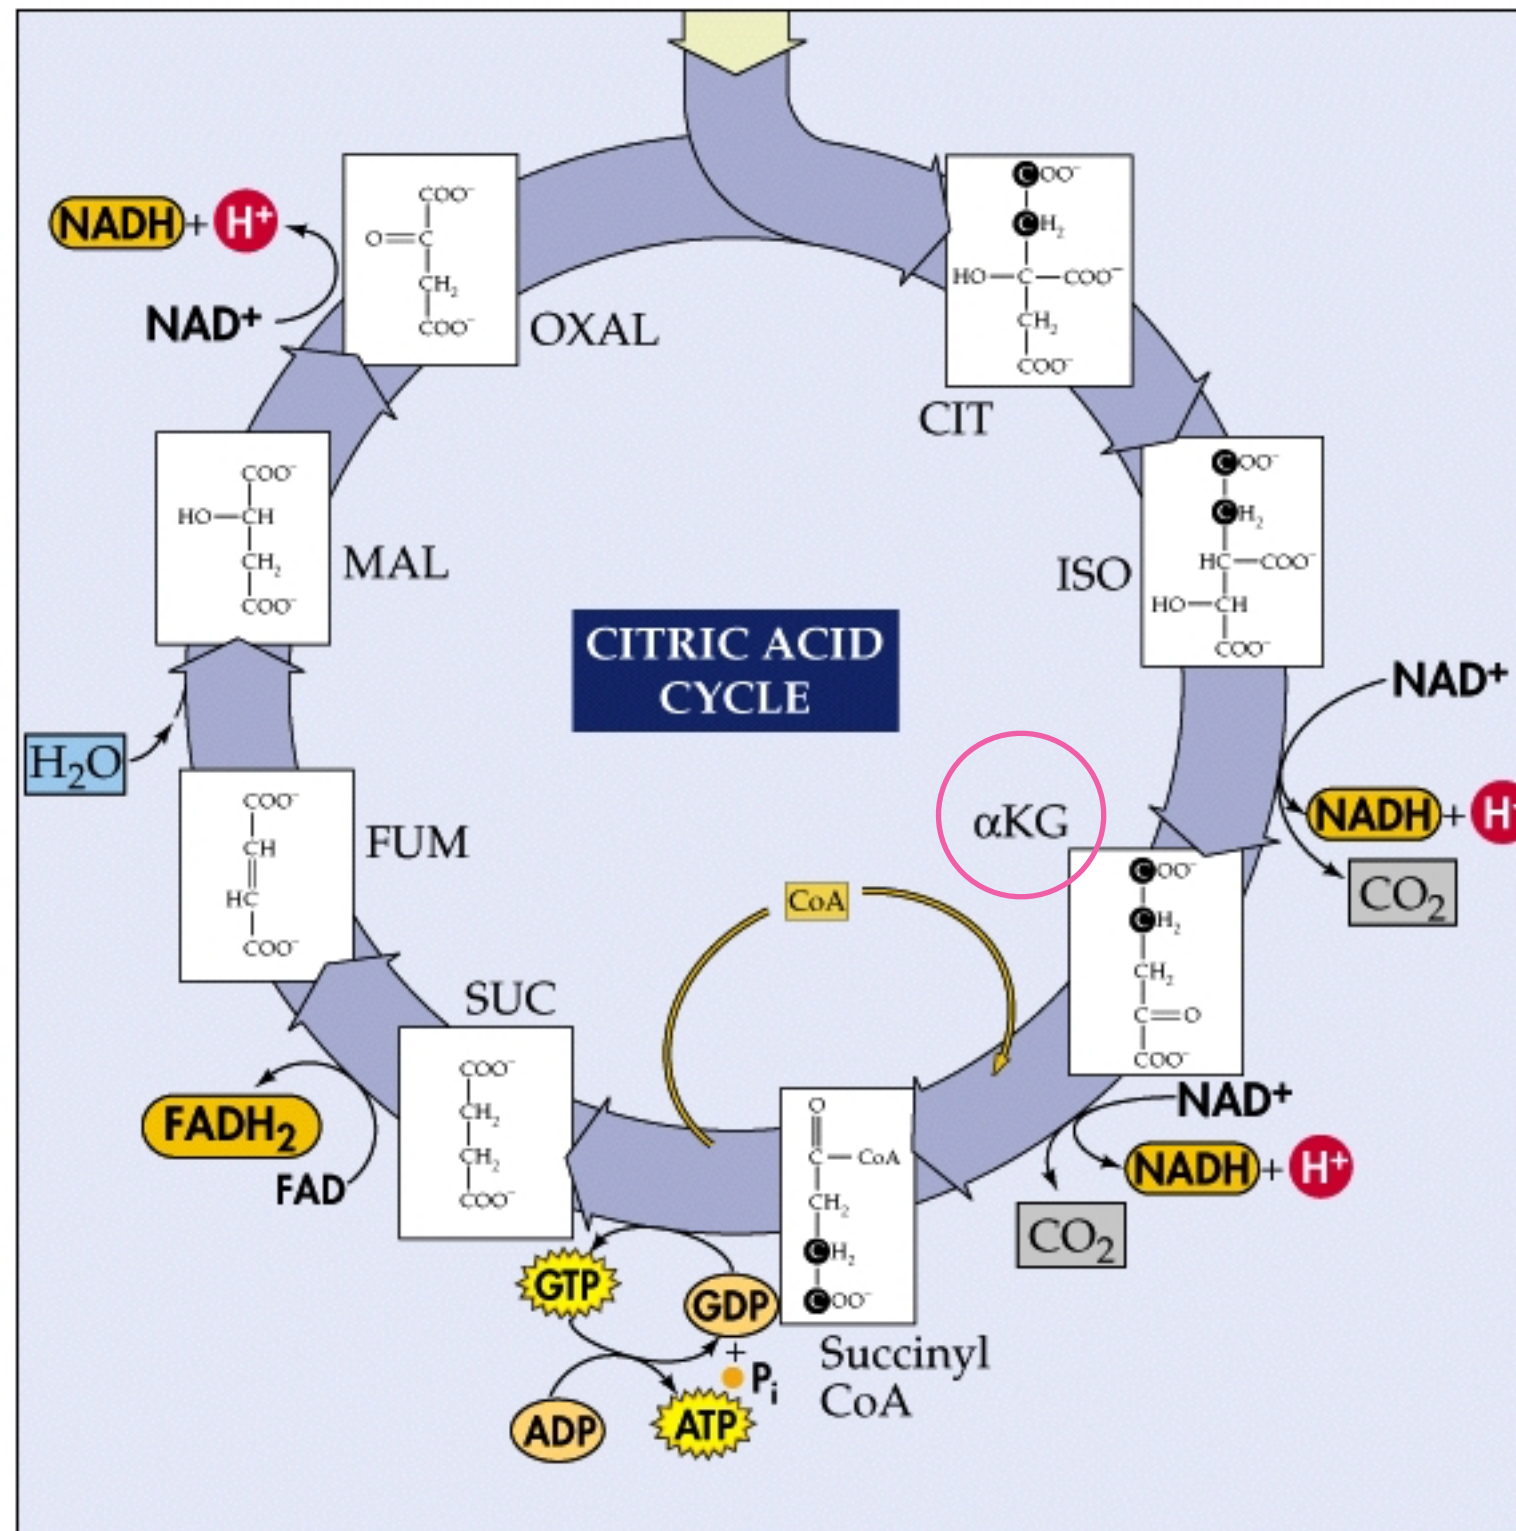 COO⁻
O=C
CH₂
COO⁻
OXAL
NADH + H⁺
NAD⁺
COO⁻
CH₂
HO—C—COO⁻
CH₂
COO⁻
CIT
COO⁻
CH₂
HC—COO⁻
HO—CH
COO⁻
ISO
NAD⁺
NADH + H⁺
CO₂
αKG
COO⁻
CH₂
CH₂
C=O
COO⁻
NAD⁺
NADH + H⁺
CO₂
CITRIC ACID
CYCLE
CoA
O
C—CoA
CH₂
CH₂
COO⁻
Succinyl
CoA
GTP
GDP
+
Pᵢ
ADP
ATP
SUC
COO⁻
CH₂
CH₂
COO⁻
FADH₂
FAD
FUM
COO⁻
CH
HC
COO⁻
H₂O
MAL
COO⁻
HO—CH
CH₂
COO⁻